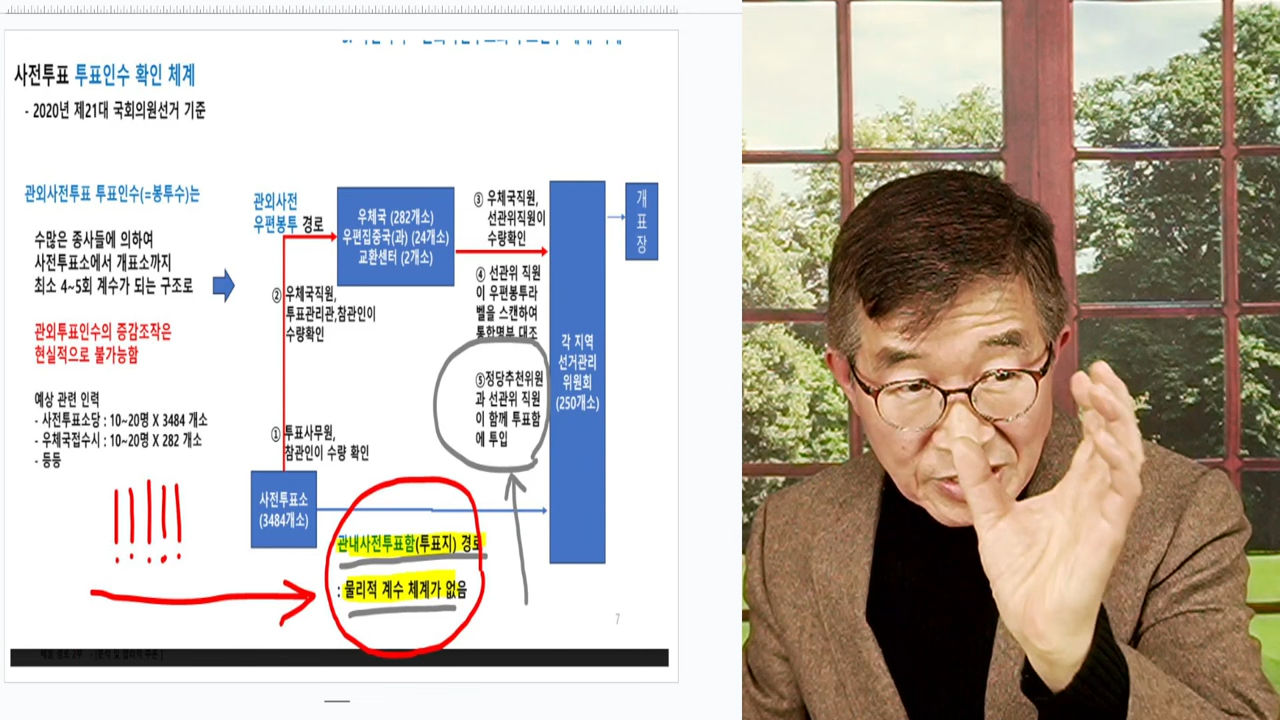 사전투표 투표인수 확인 체계
- 2020년 제21대 국회의원선거 기준
관외사전투표 투표인수(=봉투수)는
수많은 종사들에 의하여
사전투표소에서 개표소까지
최소 4~5회 계수가 되는 구조로
관외투표인수의 증감조작은
현실적으로 불가능함
예상 관련 인력
- 사전투표소당 : 10~20명 X 3484 개소
- 우체국접수시 : 10~20명 X 282 개소
- 등등
관외사전
우편봉투 경로
우체국 (282개소)
우편집중국(과) (24개소)
교환센터 (2개소)
② 우체국직원,
투표관리관,참관인이
수량확인
① 투표사무원,
참관인이 수량 확인
사전투표소
(3484개소)
③ 우체국직원,
선관위직원이
수량확인
④ 선관위 직원
이 우편봉투라
벨을 스캔하여
통합명부 대조
⑤정당추천위원
과 선관위 직원
이 함께 투표함
에 투입
각 지역
선거관리
위원회
(250개소)
개
표
장
관내사전투표함(투표지) 경로
: 물리적 계수 체계가 없음
!!!!!
7